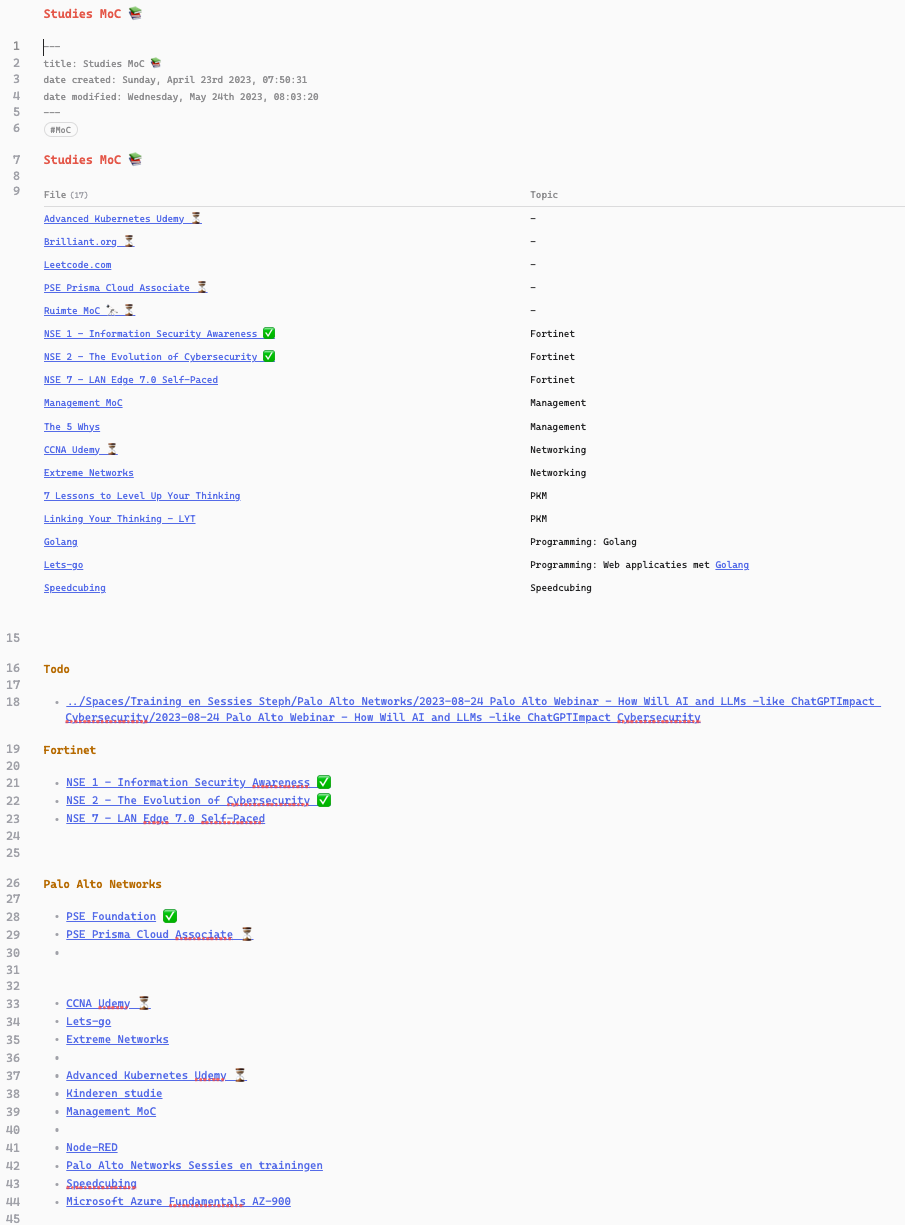 Studies MoC 📚
1 ---
2 title: Studies MoC 📚
3 date created: Sunday, April 23rd 2023, 07:50:31
4 date modified: Wednesday, May 24th 2023, 08:03:20
5 ---
6 #MoC
7 Studies MoC 📚
8
9 File (17) Topic
Advanced Kubernetes Udemy ⏳ -
Brilliant.org ⏳ -
Leetcode.com -
PSE Prisma Cloud Associate ⏳ -
Ruimte MoC 🛰 ⏳ -
NSE 1 - Information Security Awareness ✅ Fortinet
NSE 2 - The Evolution of Cybersecurity ✅ Fortinet
NSE 7 - LAN Edge 7.0 Self-Paced Fortinet
Management MoC Management
The 5 Whys Management
CCNA Udemy ⏳ Networking
Extreme Networks Networking
7 Lessons to Level Up Your Thinking PKM
Linking Your Thinking - LYT PKM
Golang Programming: Golang
Lets-go Programming: Web applicaties met Golang
Speedcubing Speedcubing
15
16 Todo
17
18 • ../Spaces/Training en Sessies Steph/Palo Alto Networks/2023-08-24 Palo Alto Webinar - How Will AI and LLMs -like ChatGPTImpact
Cybersecurity/2023-08-24 Palo Alto Webinar - How Will AI and LLMs -like ChatGPTImpact Cybersecurity
19 Fortinet
20
21 • NSE 1 - Information Security Awareness ✅
22 • NSE 2 - The Evolution of Cybersecurity ✅
23 • NSE 7 - LAN Edge 7.0 Self-Paced
24
25
26 Palo Alto Networks
27
28 • PSE Foundation ✅
29 • PSE Prisma Cloud Associate ⏳
30 •
31
32
33 • CCNA Udemy ⏳
34 • Lets-go
35 • Extreme Networks
36 •
37 • Advanced Kubernetes Udemy ⏳
38 • Kinderen studie
39 • Management MoC
40 •
41 • Node-RED
42 • Palo Alto Networks Sessies en trainingen
43 • Speedcubing
44 • Microsoft Azure Fundamentals AZ-900
45